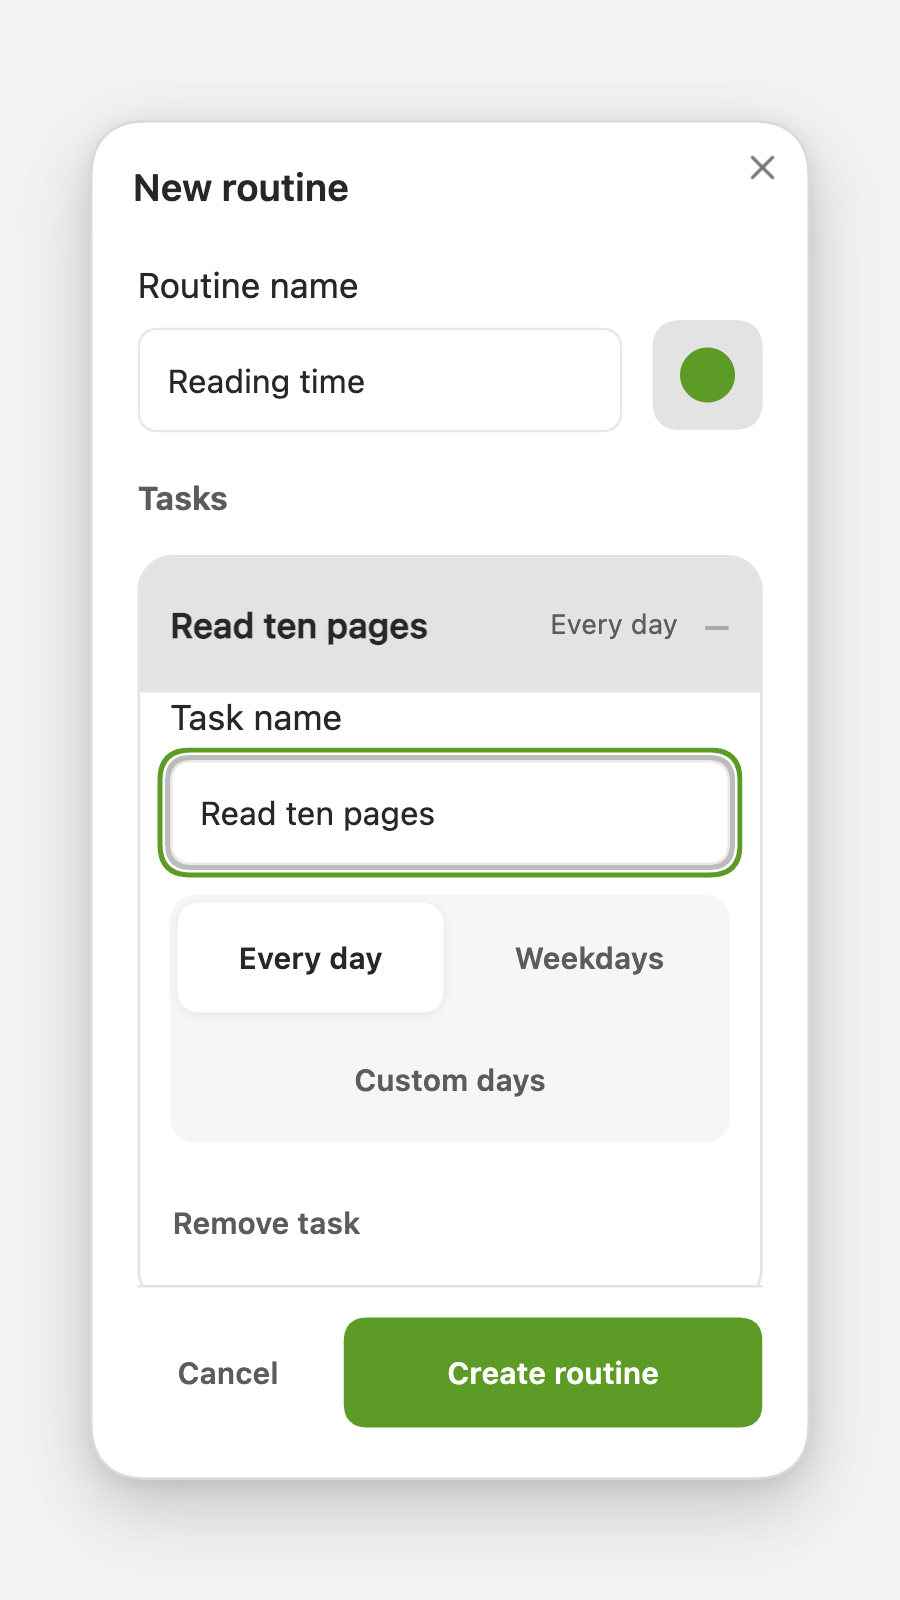 New routine
Routine name
Reading time
Tasks
Read ten pages Every day
Task name
Read ten pages
Every day Weekdays
Custom days
Remove task
Cancel Create routine